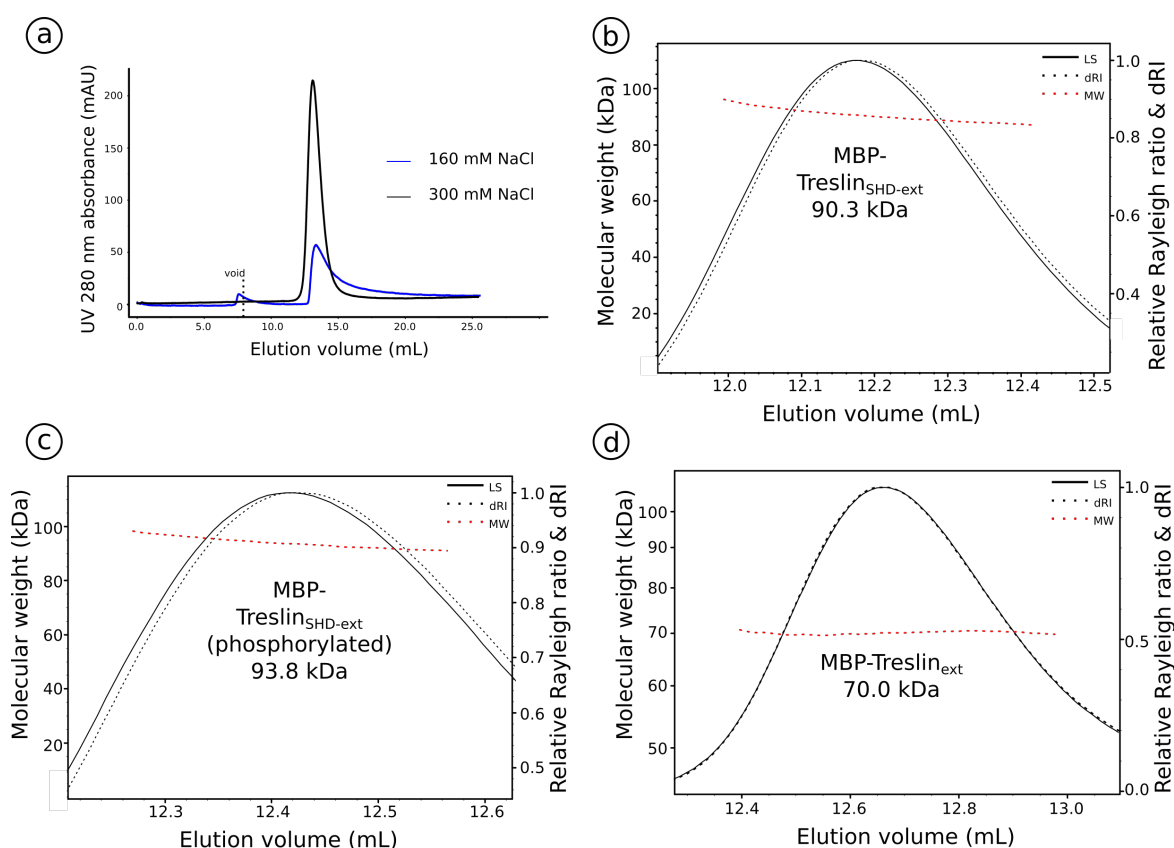 a
UV 280 nm absorbance (mAU)
200
150
100
50
0
void
160 mM NaCl
300 mM NaCl
0.0 5.0 10.0 15.0 20.0 25.0
Elution volume (mL)
b
Molecular weight (kDa)
100
80
60
40
20
LS
dRI
MW
MBP-
TreslinSHD-ext
90.3 kDa
1.0
0.8
0.6
0.4
Relative Rayleigh ratio & dRI
12.0 12.1 12.2 12.3 12.4 12.5
Elution volume (mL)
c
Molecular weight (kDa)
100
80
60
40
20
LS
dRI
MW
MBP-
TreslinSHD-ext
(phosphorylated)
93.8 kDa
1.0
0.9
0.8
0.7
0.6
0.5
Relative Rayleigh ratio & dRI
12.3 12.4 12.5 12.6
Elution volume (mL)
d
Molecular weight (kDa)
100
90
80
70
60
50
LS
dRI
MW
MBP-Treslinext
70.0 kDa
1.0
0.5
0.0
Relative Rayleigh ratio & dRI
12.4 12.6 12.8 13.0
Elution volume (mL)